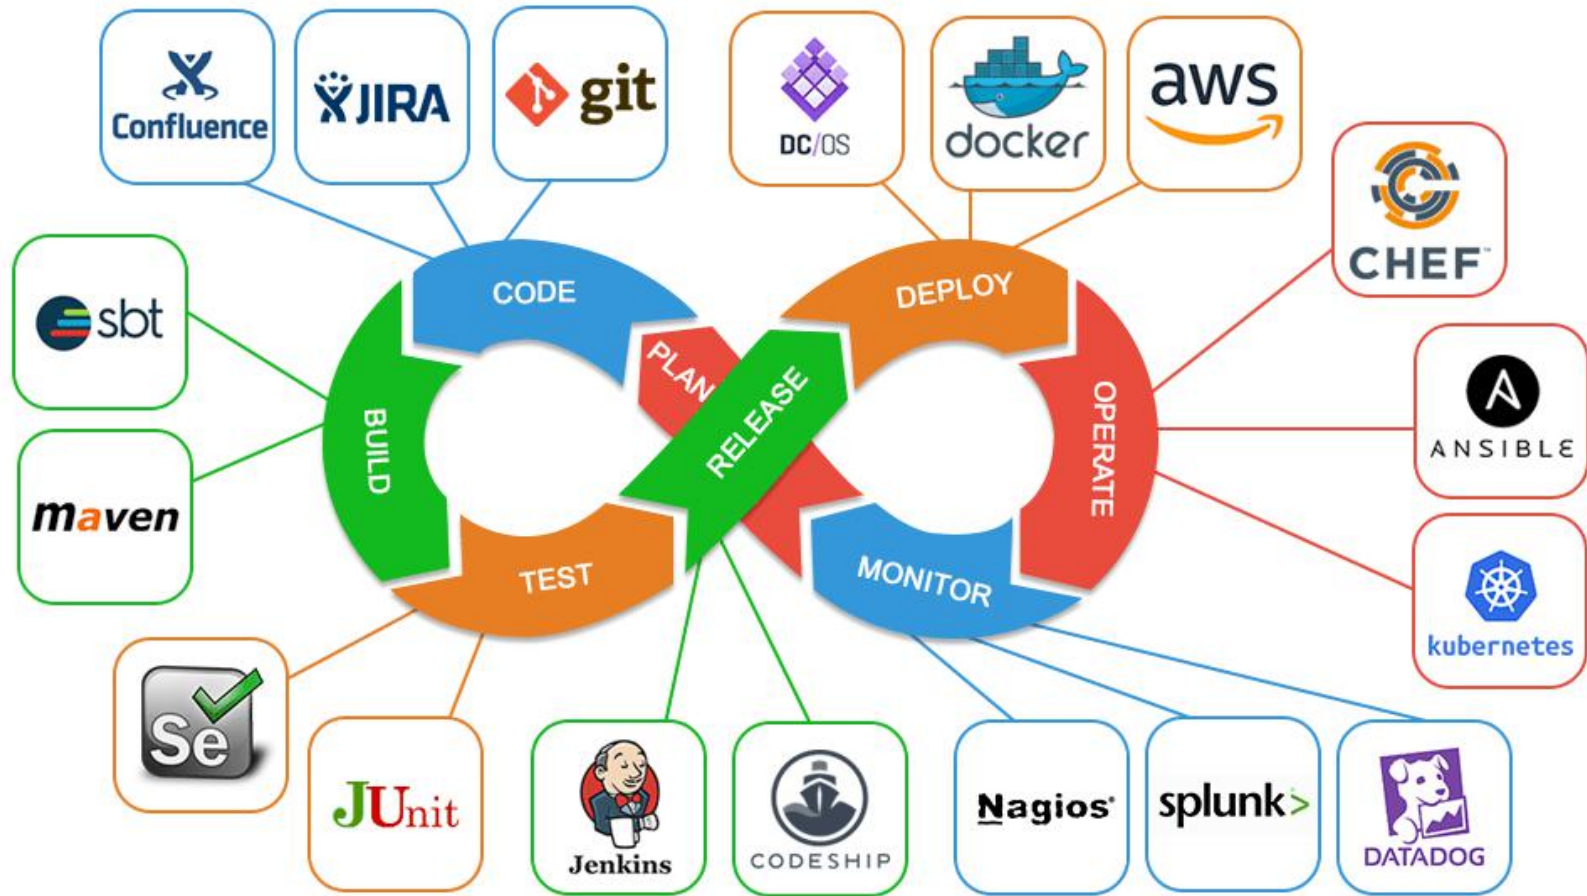 Confluence
JIRA
git
DC/OS
docker
aws
CHEF™
sbt
CODE
DEPLOY
PLAN
RELEASE
BUILD
OPERATE
ANSIBLE
maven
TEST
MONITOR
kubernetes
Se
JUnit
Jenkins
CODESHIP
Nagios®
splunk>
DATADOG